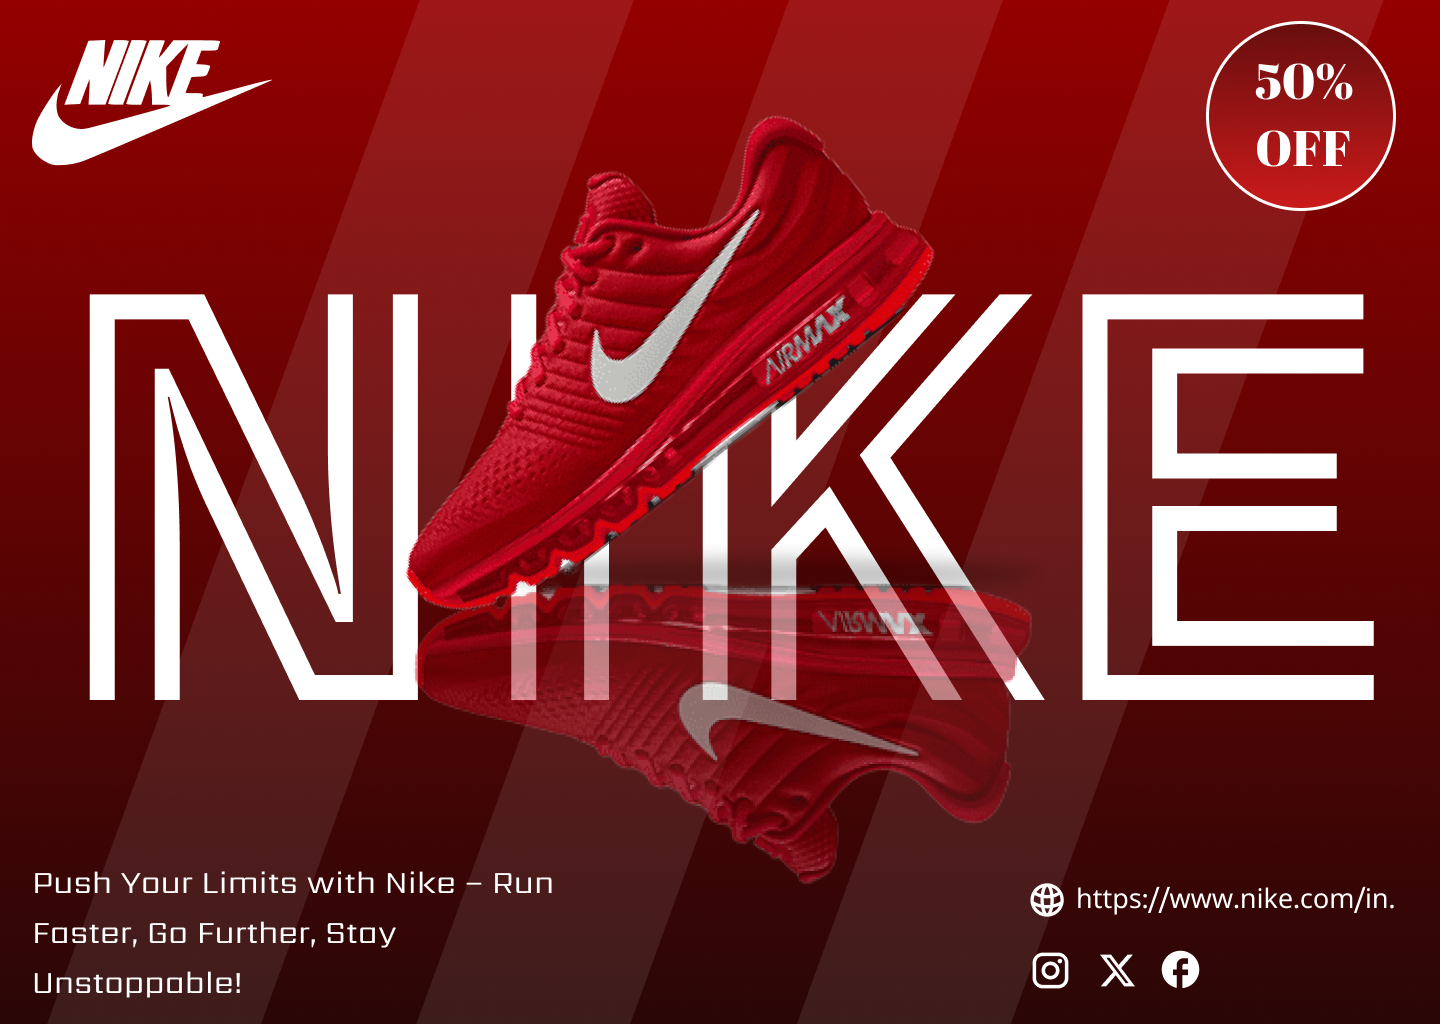 NIKE
50%
OFF
NIKE
AIRMAX
AIRMAX
Push Your Limits with Nike – Run
Faster, Go Further, Stay
Unstoppable!
https://www.nike.com/in.